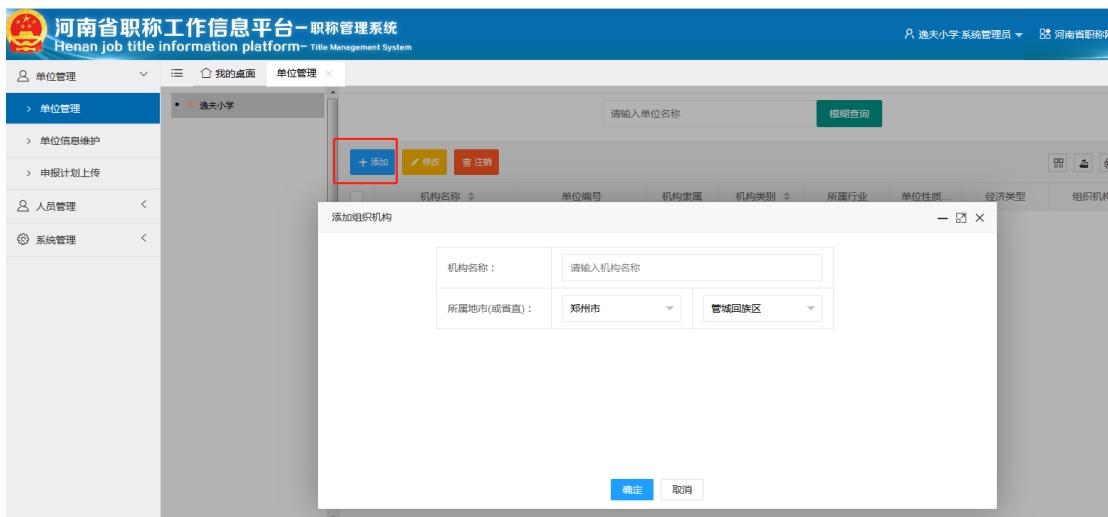 河南省职称工作信息平台-职称管理系统
Henan job title information platform- Title Management System
逸夫小学 系统管理员
河南省职称网
单位管理
我的桌面
单位管理
单位管理
逸夫小学
请输入单位名称
模糊查询
单位信息维护
申报计划上传
添加
修改
注销
人员管理
机构名称
单位编号
机构隶属
机构类别
所属行业
单位性质...
经济类型
组织机构
系统管理
添加组织机构
机构名称：
请输入机构名称
所属地市(或省直)：
郑州市
管城回族区
确定
取消